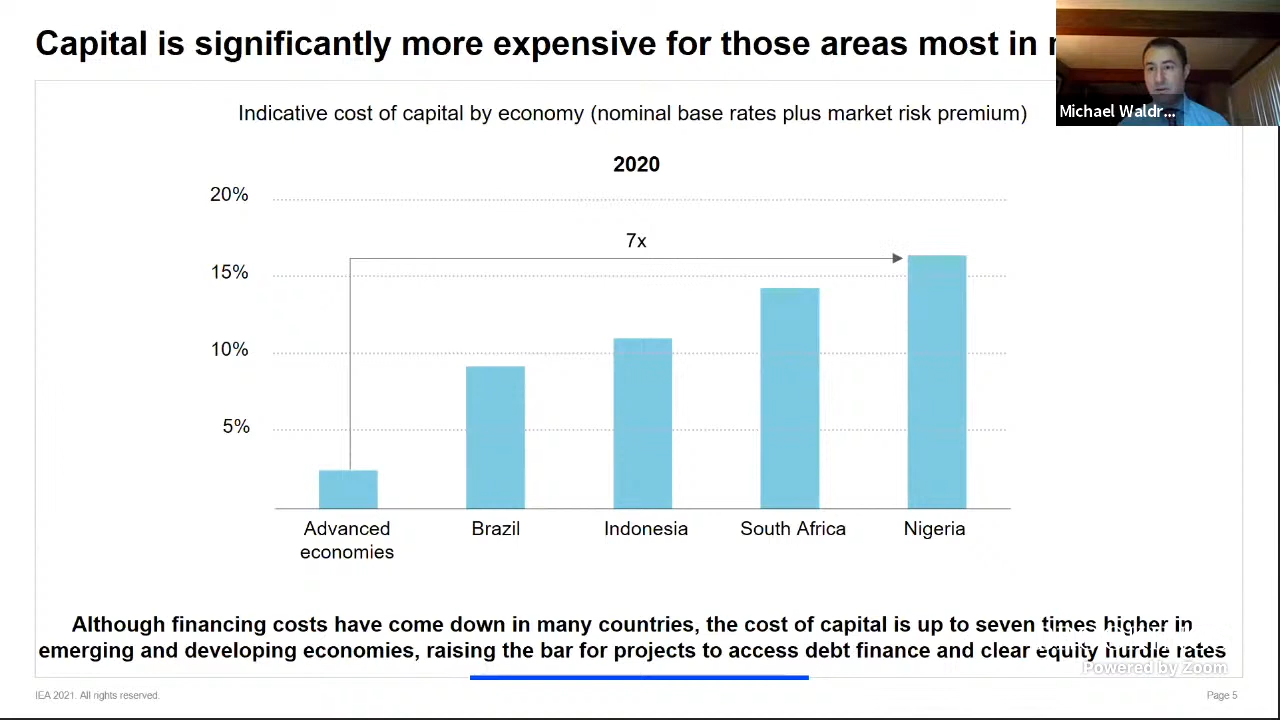 Capital is significantly more expensive for those areas most in
Michael Waldr...
Indicative cost of capital by economy (nominal base rates plus market risk premium)
2020
20%
7x
15%
10%
5%
Advanced economies
Brazil
Indonesia
South Africa
Nigeria
Although financing costs have come down in many countries, the cost of capital is up to seven times higher in
emerging and developing economies, raising the bar for projects to access debt finance and clear equity hurdle rates
Powered by Zoom
IEA 2021. All rights reserved.
Page 5